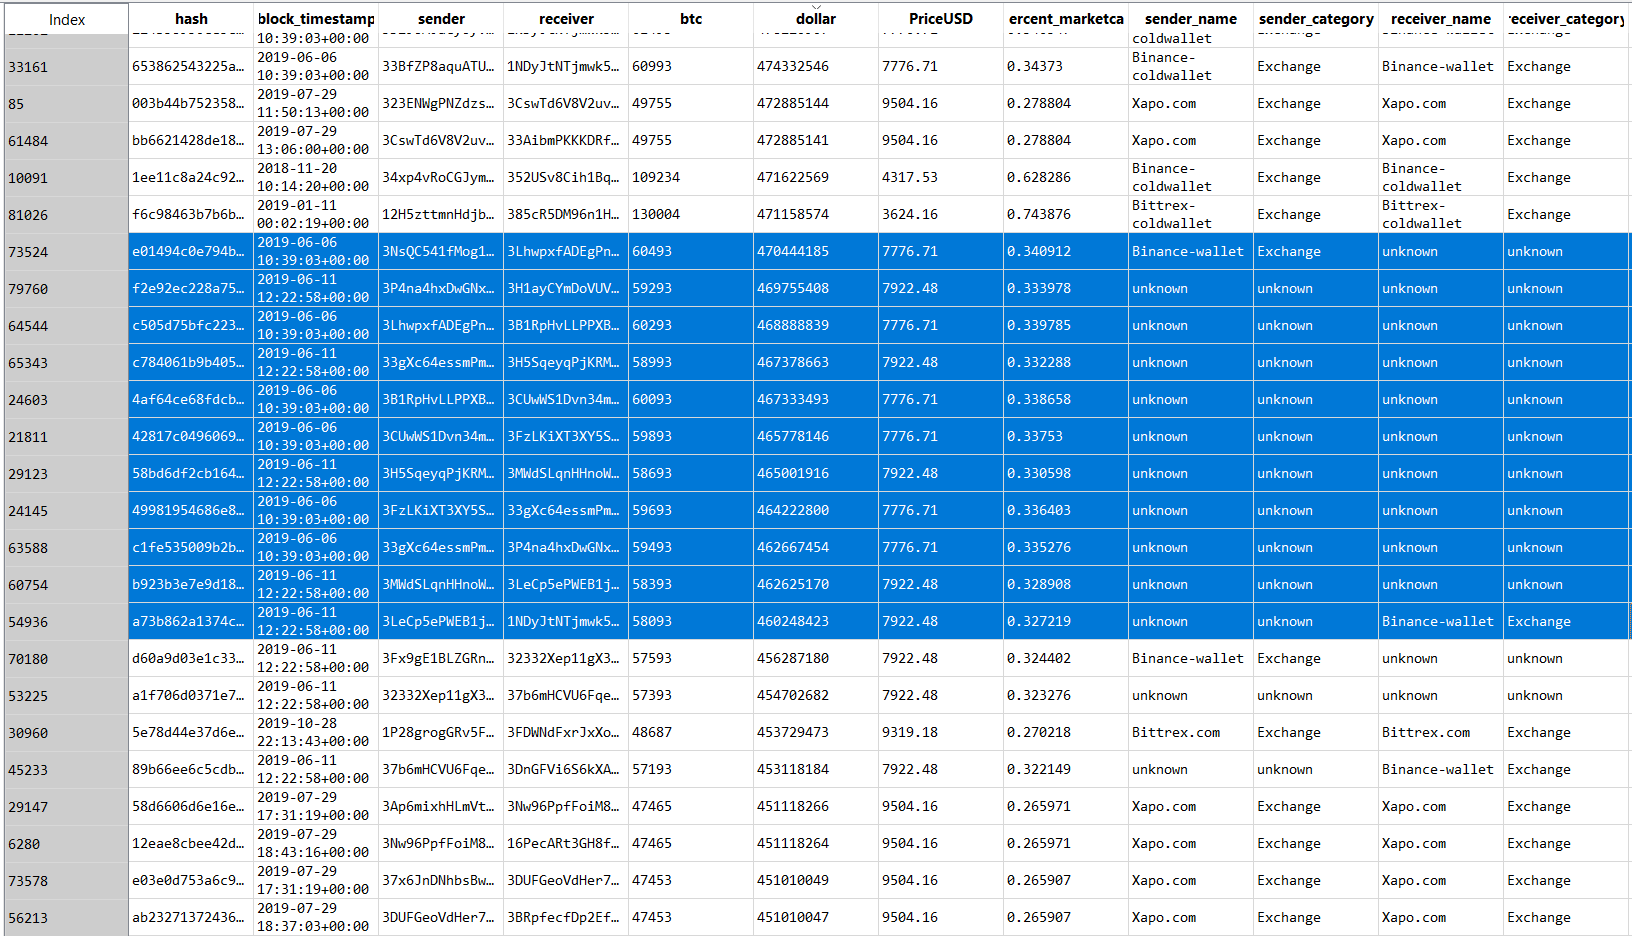 Index hash block_timestamp sender receiver btc dollar PriceUSD ercent_marketca sender_name sender_category receiver_name receiver_category
10:39:03+00:00 coldwallet
33161 653862543225a… 2019-06-06 10:39:03+00:00 33BfZP8aquATU… 1NDyJtNTjmwk5… 60993 474332546 7776.71 0.34373 Binance-coldwallet Exchange Binance-wallet Exchange
85 003b44b752358… 2019-07-29 11:50:13+00:00 323ENWgPNZdzs… 3CswTd6V8V2uv… 49755 472885144 9504.16 0.278804 Xapo.com Exchange Xapo.com Exchange
61484 bb6621428de18… 2019-07-29 13:06:00+00:00 3CswTd6V8V2uv… 33AibmPKKKDRf… 49755 472885141 9504.16 0.278804 Xapo.com Exchange Xapo.com Exchange
10091 1ee11c8a24c92… 2018-11-20 10:14:20+00:00 34xp4vRoCGJym… 352USv8Cih1Bq… 109234 471622569 4317.53 0.628286 Binance-coldwallet Exchange Binance-coldwallet Exchange
81026 f6c98463b7b6b… 2019-01-11 00:02:19+00:00 12H5zttmnHdjb… 385cR5DM96n1H… 130004 471158574 3624.16 0.743876 Bittrex-coldwallet Exchange Bittrex-coldwallet Exchange
73524 e01494c0e794b… 2019-06-06 10:39:03+00:00 3NsQC541fMog1… 3LhwpxfADEgPn… 60493 470444185 7776.71 0.340912 Binance-wallet Exchange unknown unknown
79760 f2e92ec228a75… 2019-06-11 12:22:58+00:00 3P4na4hxDwGNx… 3H1ayCYmDoVUV… 59293 469755408 7922.48 0.333978 unknown unknown unknown unknown
64544 c505d75bfc223… 2019-06-06 10:39:03+00:00 3LhwpxfADEgPn… 3B1RpHvLLPPXB… 60293 468888839 7776.71 0.339785 unknown unknown unknown unknown
65343 c784061b9b405… 2019-06-11 12:22:58+00:00 33gXc64essmPm… 3H5SqeyqPjKRM… 58993 467378663 7922.48 0.332288 unknown unknown unknown unknown
24603 4af64ce68fdcb… 2019-06-06 10:39:03+00:00 3B1RpHvLLPPXB… 3CUwWS1Dvn34m… 60093 467333493 7776.71 0.338658 unknown unknown unknown unknown
21811 42817c0496069… 2019-06-06 10:39:03+00:00 3CUwWS1Dvn34m… 3FzLKiXT3XY5S… 59893 465778146 7776.71 0.33753 unknown unknown unknown unknown
29123 58bd6df2cb164… 2019-06-11 12:22:58+00:00 3H5SqeyqPjKRM… 3MWdSLqnHHnoW… 58693 465001916 7922.48 0.330598 unknown unknown unknown unknown
24145 49981954686e8… 2019-06-06 10:39:03+00:00 3FzLKiXT3XY5S… 33gXc64essmPm… 59693 464222800 7776.71 0.336403 unknown unknown unknown unknown
63588 c1fe535009b2b… 2019-06-06 10:39:03+00:00 33gXc64essmPm… 3P4na4hxDwGNx… 59493 462667454 7776.71 0.335276 unknown unknown unknown unknown
60754 b923b3e7e9d18… 2019-06-11 12:22:58+00:00 3MWdSLqnHHnoW… 3LeCp5ePWEB1j… 58393 462625170 7922.48 0.328908 unknown unknown unknown unknown
54936 a73b862a1374c… 2019-06-11 12:22:58+00:00 3LeCp5ePWEB1j… 1NDyJtNTjmwk5… 58093 460248423 7922.48 0.327219 unknown unknown Binance-wallet Exchange
70180 d60a9d03e1c33… 2019-06-11 12:22:58+00:00 3Fx9gE1BLZGRn… 32332Xep11gX3… 57593 456287180 7922.48 0.324402 Binance-wallet Exchange unknown unknown
53225 a1f706d0371e7… 2019-06-11 12:22:58+00:00 32332Xep11gX3… 37b6mHCVU6Fqe… 57393 454702682 7922.48 0.323276 unknown unknown unknown unknown
30960 5e78d44e37d6e… 2019-10-28 22:13:43+00:00 1P28grogGRv5F… 3FDWNdFxrJxXo… 48687 453729473 9319.18 0.270218 Bittrex.com Exchange Bittrex.com Exchange
45233 89b66ee6c5cdb… 2019-06-11 12:22:58+00:00 37b6mHCVU6Fqe… 3DnGFVi6S6kXA… 57193 453118184 7922.48 0.322149 unknown unknown Binance-wallet Exchange
29147 58d6606d6e16e… 2019-07-29 17:31:19+00:00 3Ap6mixhHLmVt… 3Nw96PpfFoiM8… 47465 451118266 9504.16 0.265971 Xapo.com Exchange Xapo.com Exchange
6280 12eae8cbee42d… 2019-07-29 18:43:16+00:00 3Nw96PpfFoiM8… 16PecARt3GH8f… 47465 451118264 9504.16 0.265971 Xapo.com Exchange Xapo.com Exchange
73578 e03e0d753a6c9… 2019-07-29 17:31:19+00:00 37x6JnDNhbsBw… 3DUFGeoVdHer7… 47453 451010049 9504.16 0.265907 Xapo.com Exchange Xapo.com Exchange
56213 ab23271372436… 2019-07-29 18:37:03+00:00 3DUFGeoVdHer7… 3BRpfecfDp2Ef… 47453 451010047 9504.16 0.265907 Xapo.com Exchange Xapo.com Exchange